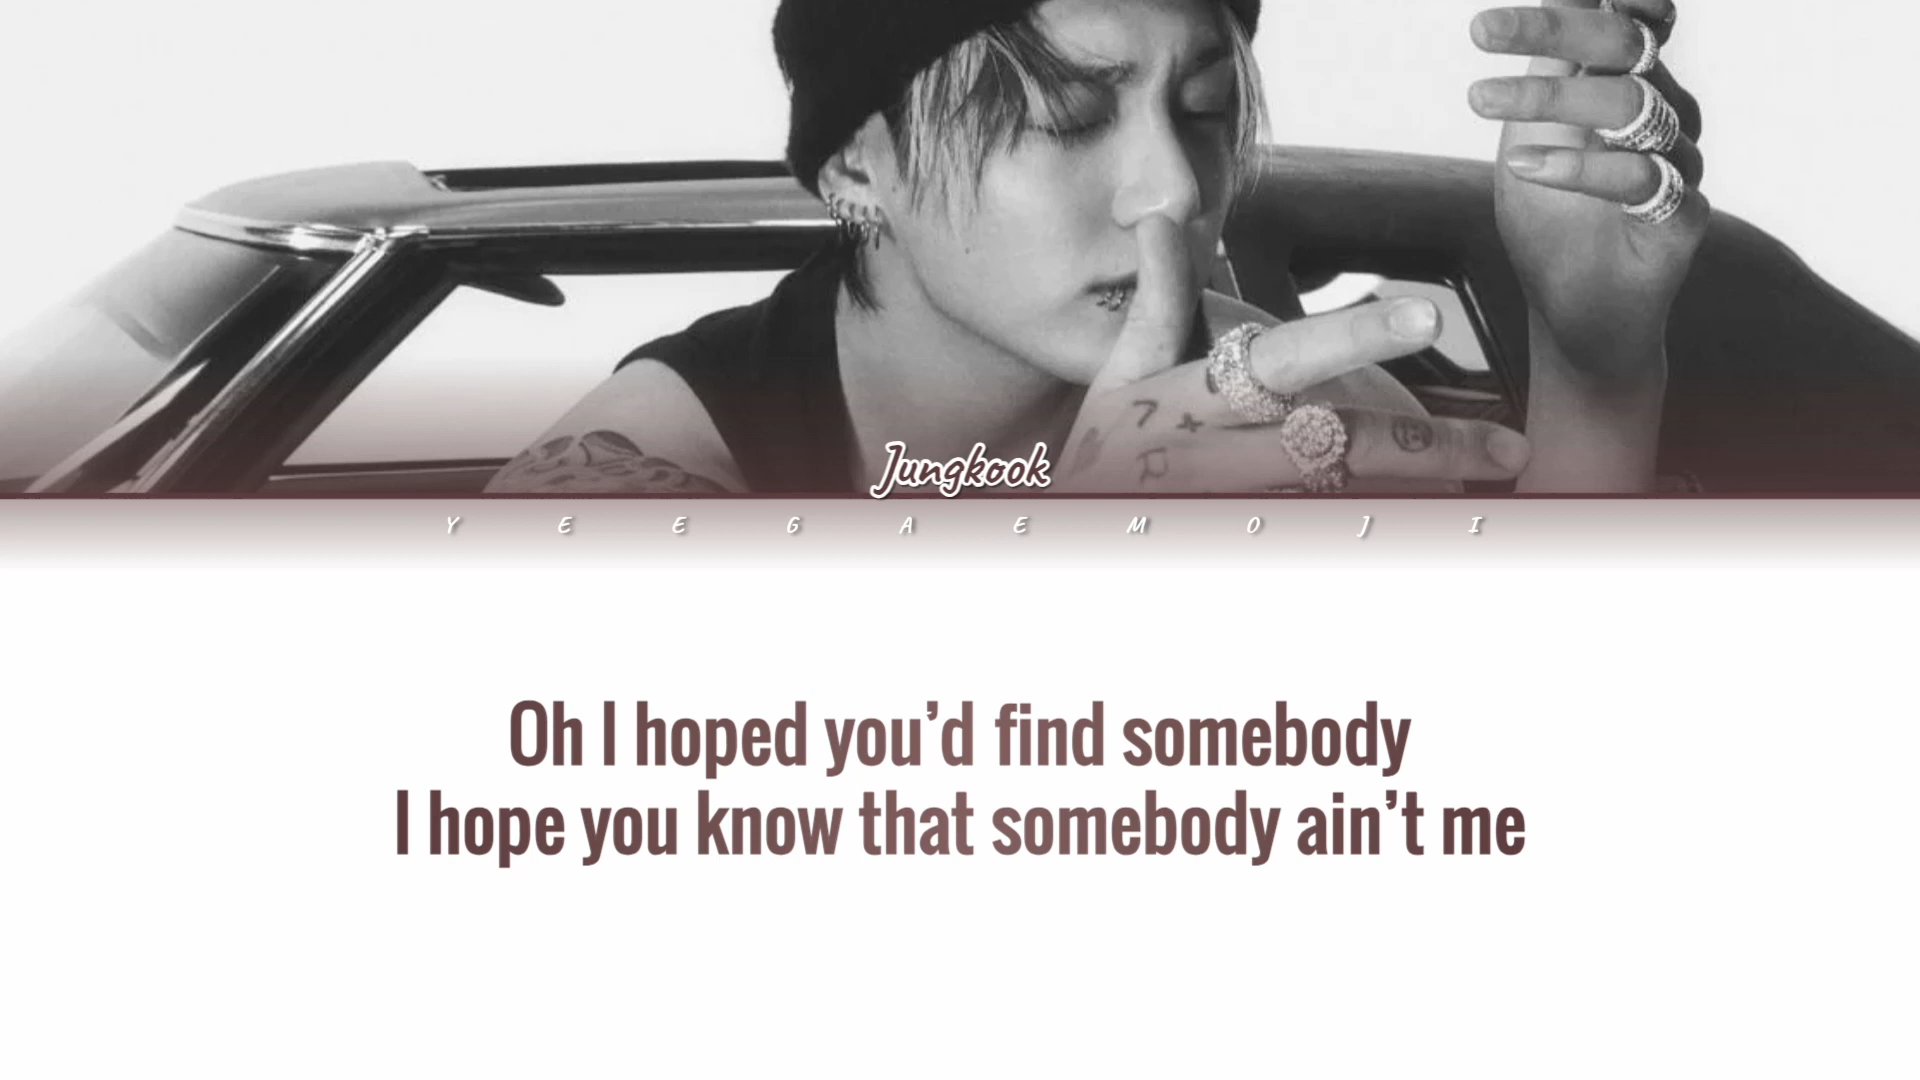 Jungkook
Y E E G A E M O J I
Oh I hoped you’d find somebody
I hope you know that somebody ain’t me